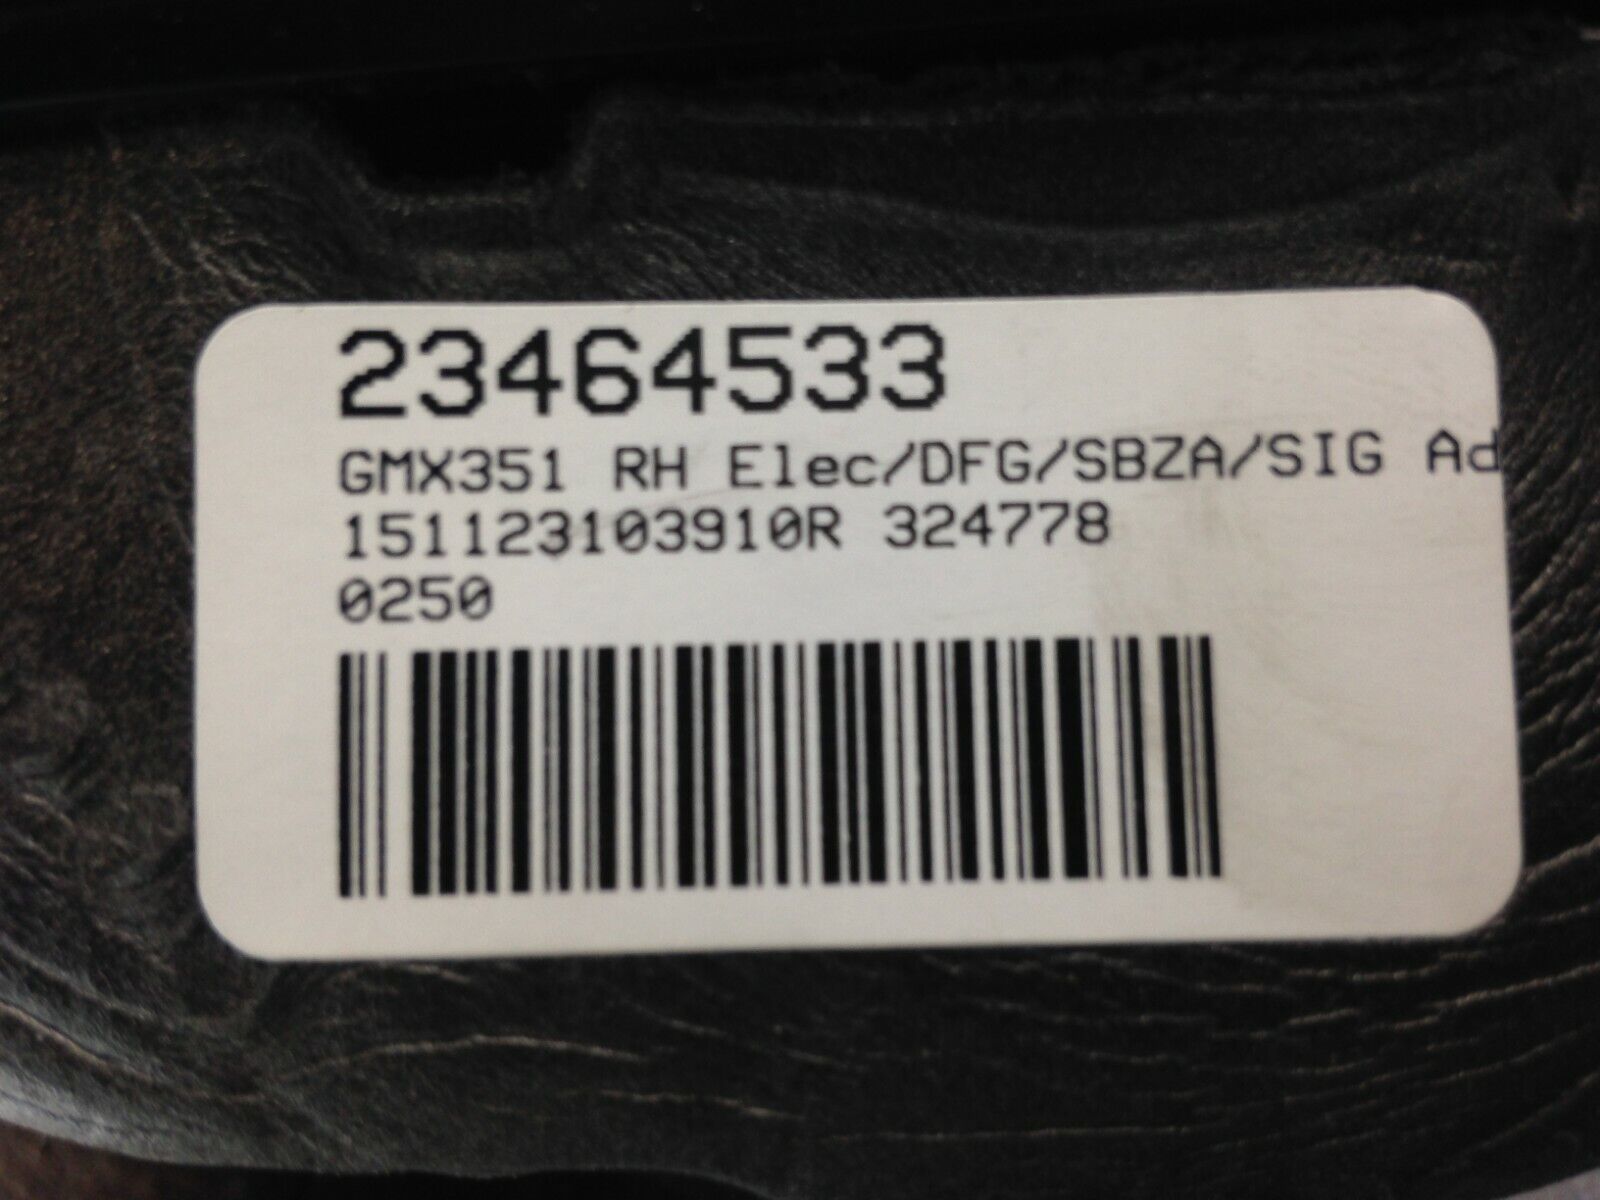 23464533
GMX351 RH Elec/DFG/SBZA/SIG Ad
151123103910R 324778
0250